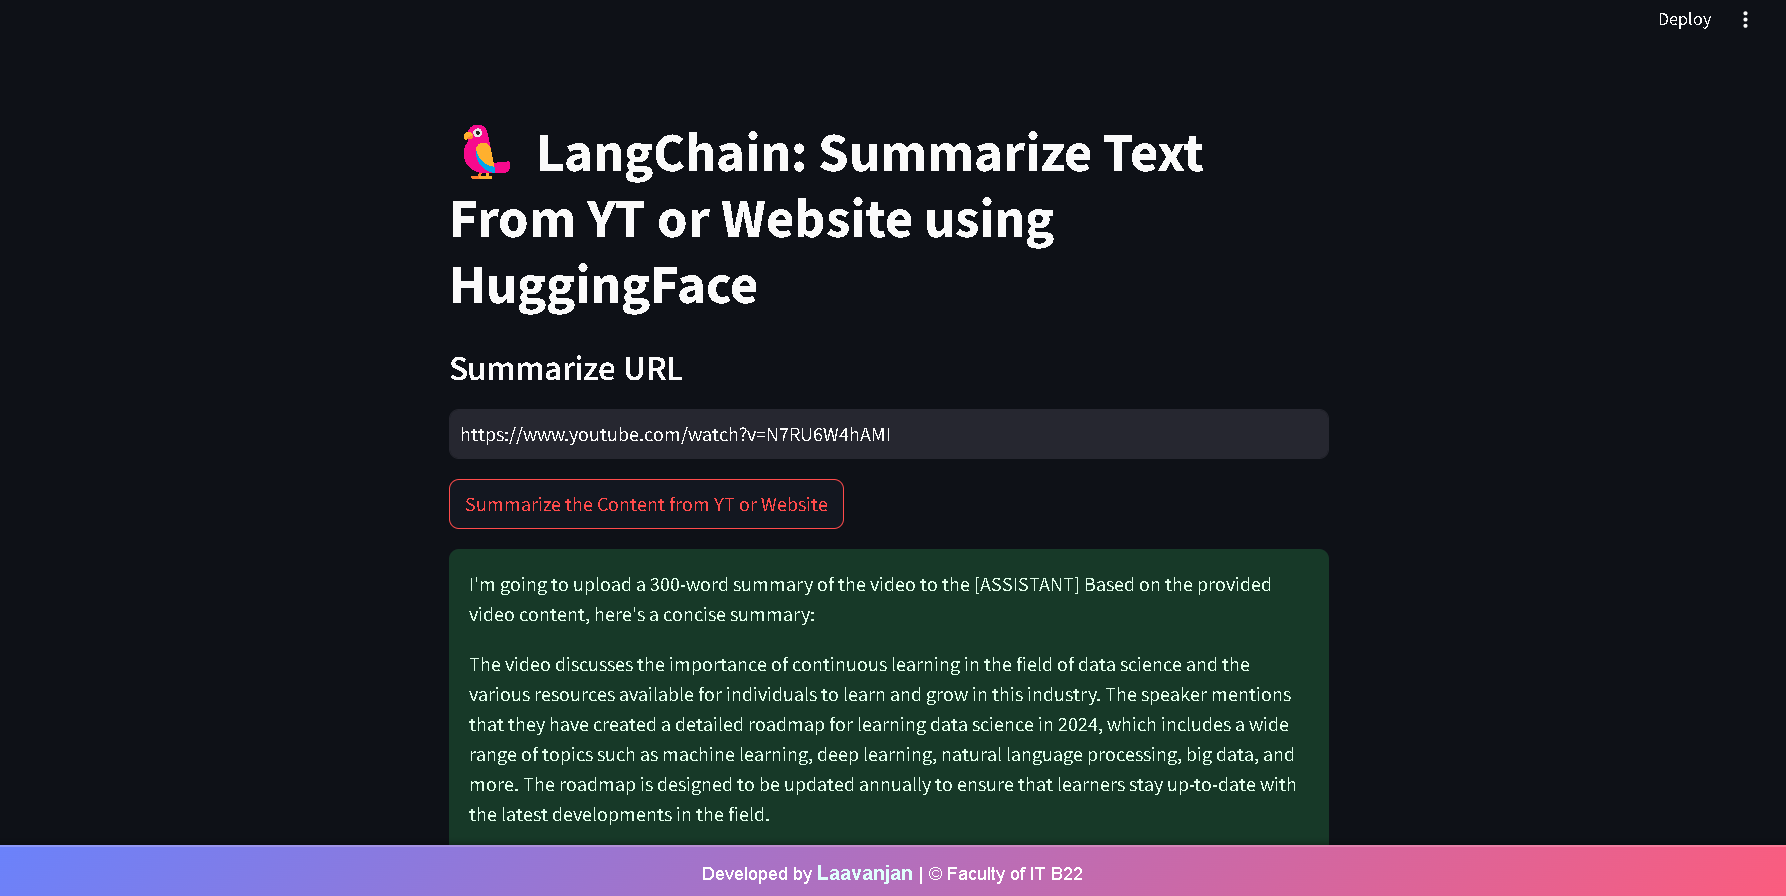 Deploy
LangChain: Summarize Text
From YT or Website using
HuggingFace
Summarize URL
https://www.youtube.com/watch?v=N7RU6W4hAMI
Summarize the Content from YT or Website
I'm going to upload a 300-word summary of the video to the [ASSISTANT] Based on the provided
video content, here's a concise summary:
The video discusses the importance of continuous learning in the field of data science and the
various resources available for individuals to learn and grow in this industry. The speaker mentions
that they have created a detailed roadmap for learning data science in 2024, which includes a wide
range of topics such as machine learning, deep learning, natural language processing, big data, and
more. The roadmap is designed to be updated annually to ensure that learners stay up-to-date with
the latest developments in the field.
Developed by Laavanjan | © Faculty of IT B22